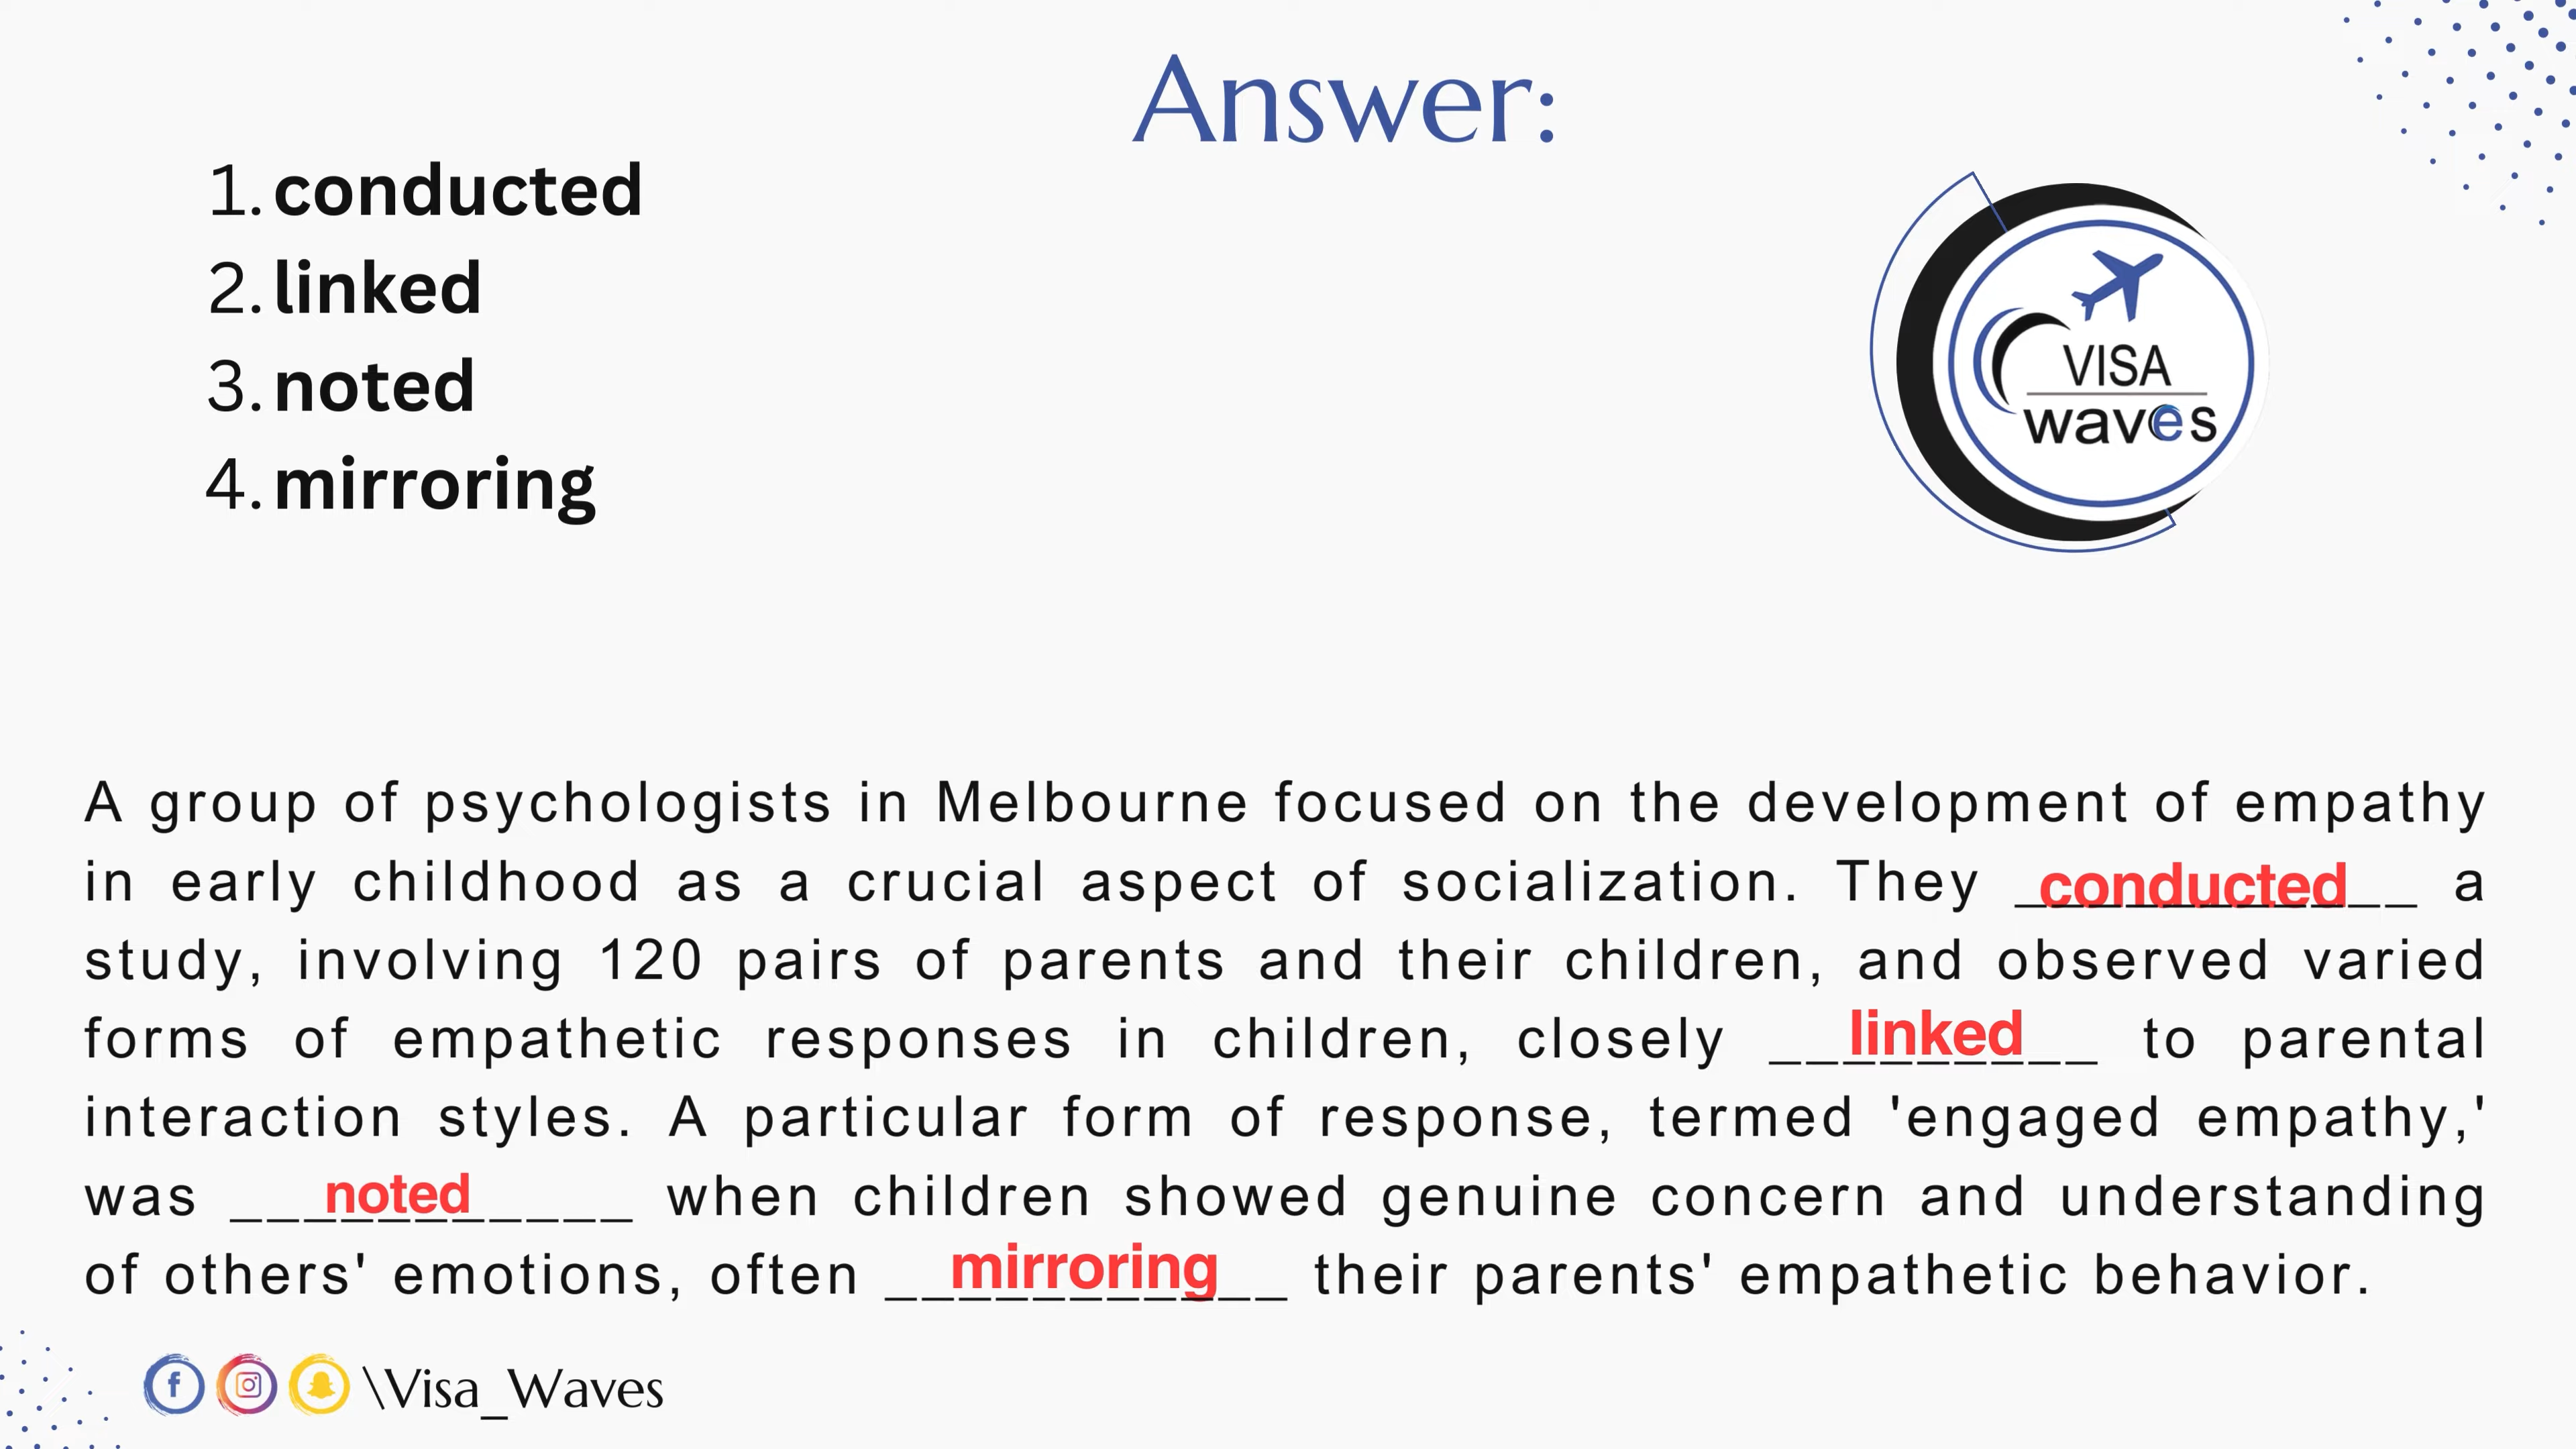 Answer:
1. conducted
2. linked
3. noted
4. mirroring
VISA
waves
A group of psychologists in Melbourne focused on the development of empathy
in early childhood as a crucial aspect of socialization. They conducted a
study, involving 120 pairs of parents and their children, and observed varied
forms of empathetic responses in children, closely linked to parental
interaction styles. A particular form of response, termed 'engaged empathy,'
was noted when children showed genuine concern and understanding
of others' emotions, often mirroring their parents' empathetic behavior.
\Visa_Waves